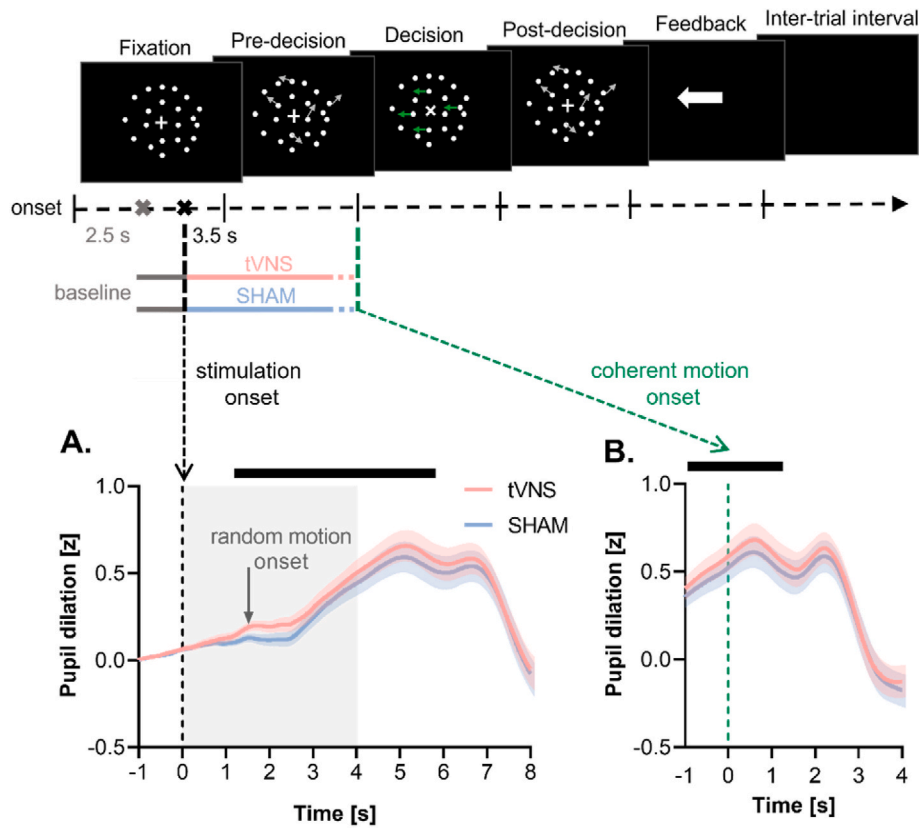 Fixation
Pre-decision
Decision
Post-decision
Feedback
Inter-trial interval
onset
2.5 s
3.5 s
tVNS
baseline
SHAM
stimulation
onset
coherent motion
onset
A.
B.
tVNS
SHAM
random motion
onset
Pupil dilation [z]
1.0
0.5
0.0
-0.5
-1 0 1 2 3 4 5 6 7 8
Time [s]
Pupil dilation [z]
1.0
0.5
0.0
-0.5
-1 0 1 2 3 4
Time [s]